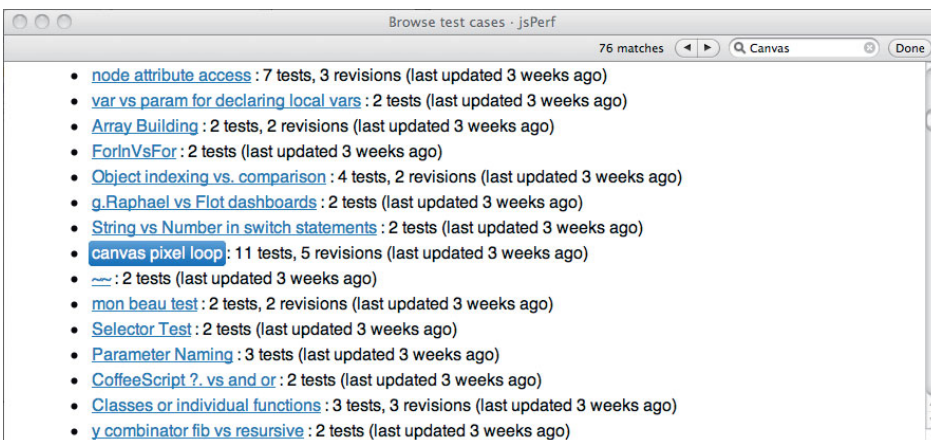 Browse test cases · jsPerf
76 matches Canvas Done
node attribute access : 7 tests, 3 revisions (last updated 3 weeks ago)
var vs param for declaring local vars : 2 tests (last updated 3 weeks ago)
Array Building : 2 tests, 2 revisions (last updated 3 weeks ago)
ForInVsFor : 2 tests (last updated 3 weeks ago)
Object indexing vs. comparison : 4 tests, 2 revisions (last updated 3 weeks ago)
g.Raphael vs Flot dashboards : 2 tests (last updated 3 weeks ago)
String vs Number in switch statements : 2 tests (last updated 3 weeks ago)
canvas pixel loop : 11 tests, 5 revisions (last updated 3 weeks ago)
~~ : 2 tests (last updated 3 weeks ago)
mon beau test : 2 tests, 2 revisions (last updated 3 weeks ago)
Selector Test : 2 tests (last updated 3 weeks ago)
Parameter Naming : 3 tests (last updated 3 weeks ago)
CoffeeScript ?. vs and or : 2 tests (last updated 3 weeks ago)
Classes or individual functions : 3 tests, 3 revisions (last updated 3 weeks ago)
y combinator fib vs resursive : 2 tests (last updated 3 weeks ago)